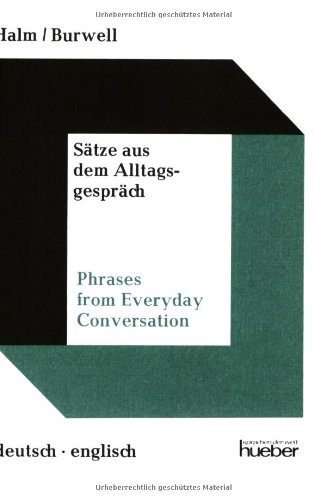 Urheberrechtlich geschütztes Material
Halm / Burwell
Sätze aus
dem Alltags-
gespräch
Phrases
from Everyday
Conversation
deutsch · englisch
sprachen der welt
hueber
Urheberrechtlich geschütztes Material